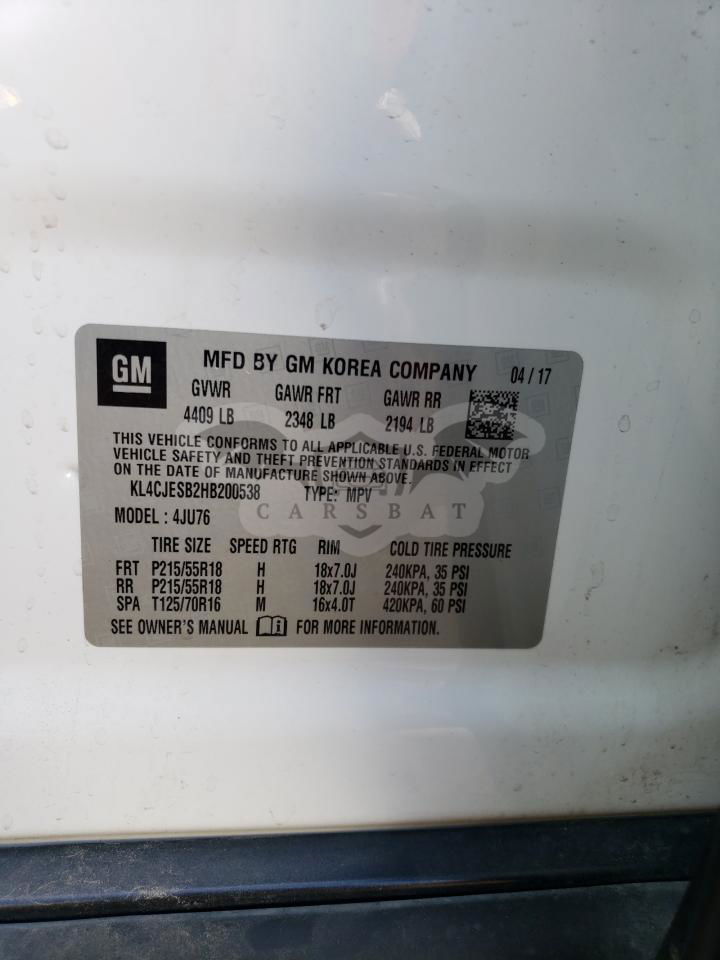 GM MFD BY GM KOREA COMPANY 04 / 17
GVWR GAWR FRT GAWR RR
4409 LB 2348 LB 2194 LB
THIS VEHICLE CONFORMS TO ALL APPLICABLE U.S. FEDERAL MOTOR
VEHICLE SAFETY AND THEFT PREVENTION STANDARDS IN EFFECT
ON THE DATE OF MANUFACTURE SHOWN ABOVE.
KL4CJESB2HB200538 TYPE: MPV
CARSBAT
MODEL : 4JU76
TIRE SIZE SPEED RTG RIM COLD TIRE PRESSURE
FRT P215/55R18 H 18x7.0J 240KPA, 35 PSI
RR P215/55R18 H 18x7.0J 240KPA, 35 PSI
SPA T125/70R16 M 16x4.0T 420KPA, 60 PSI
SEE OWNER'S MANUAL FOR MORE INFORMATION.